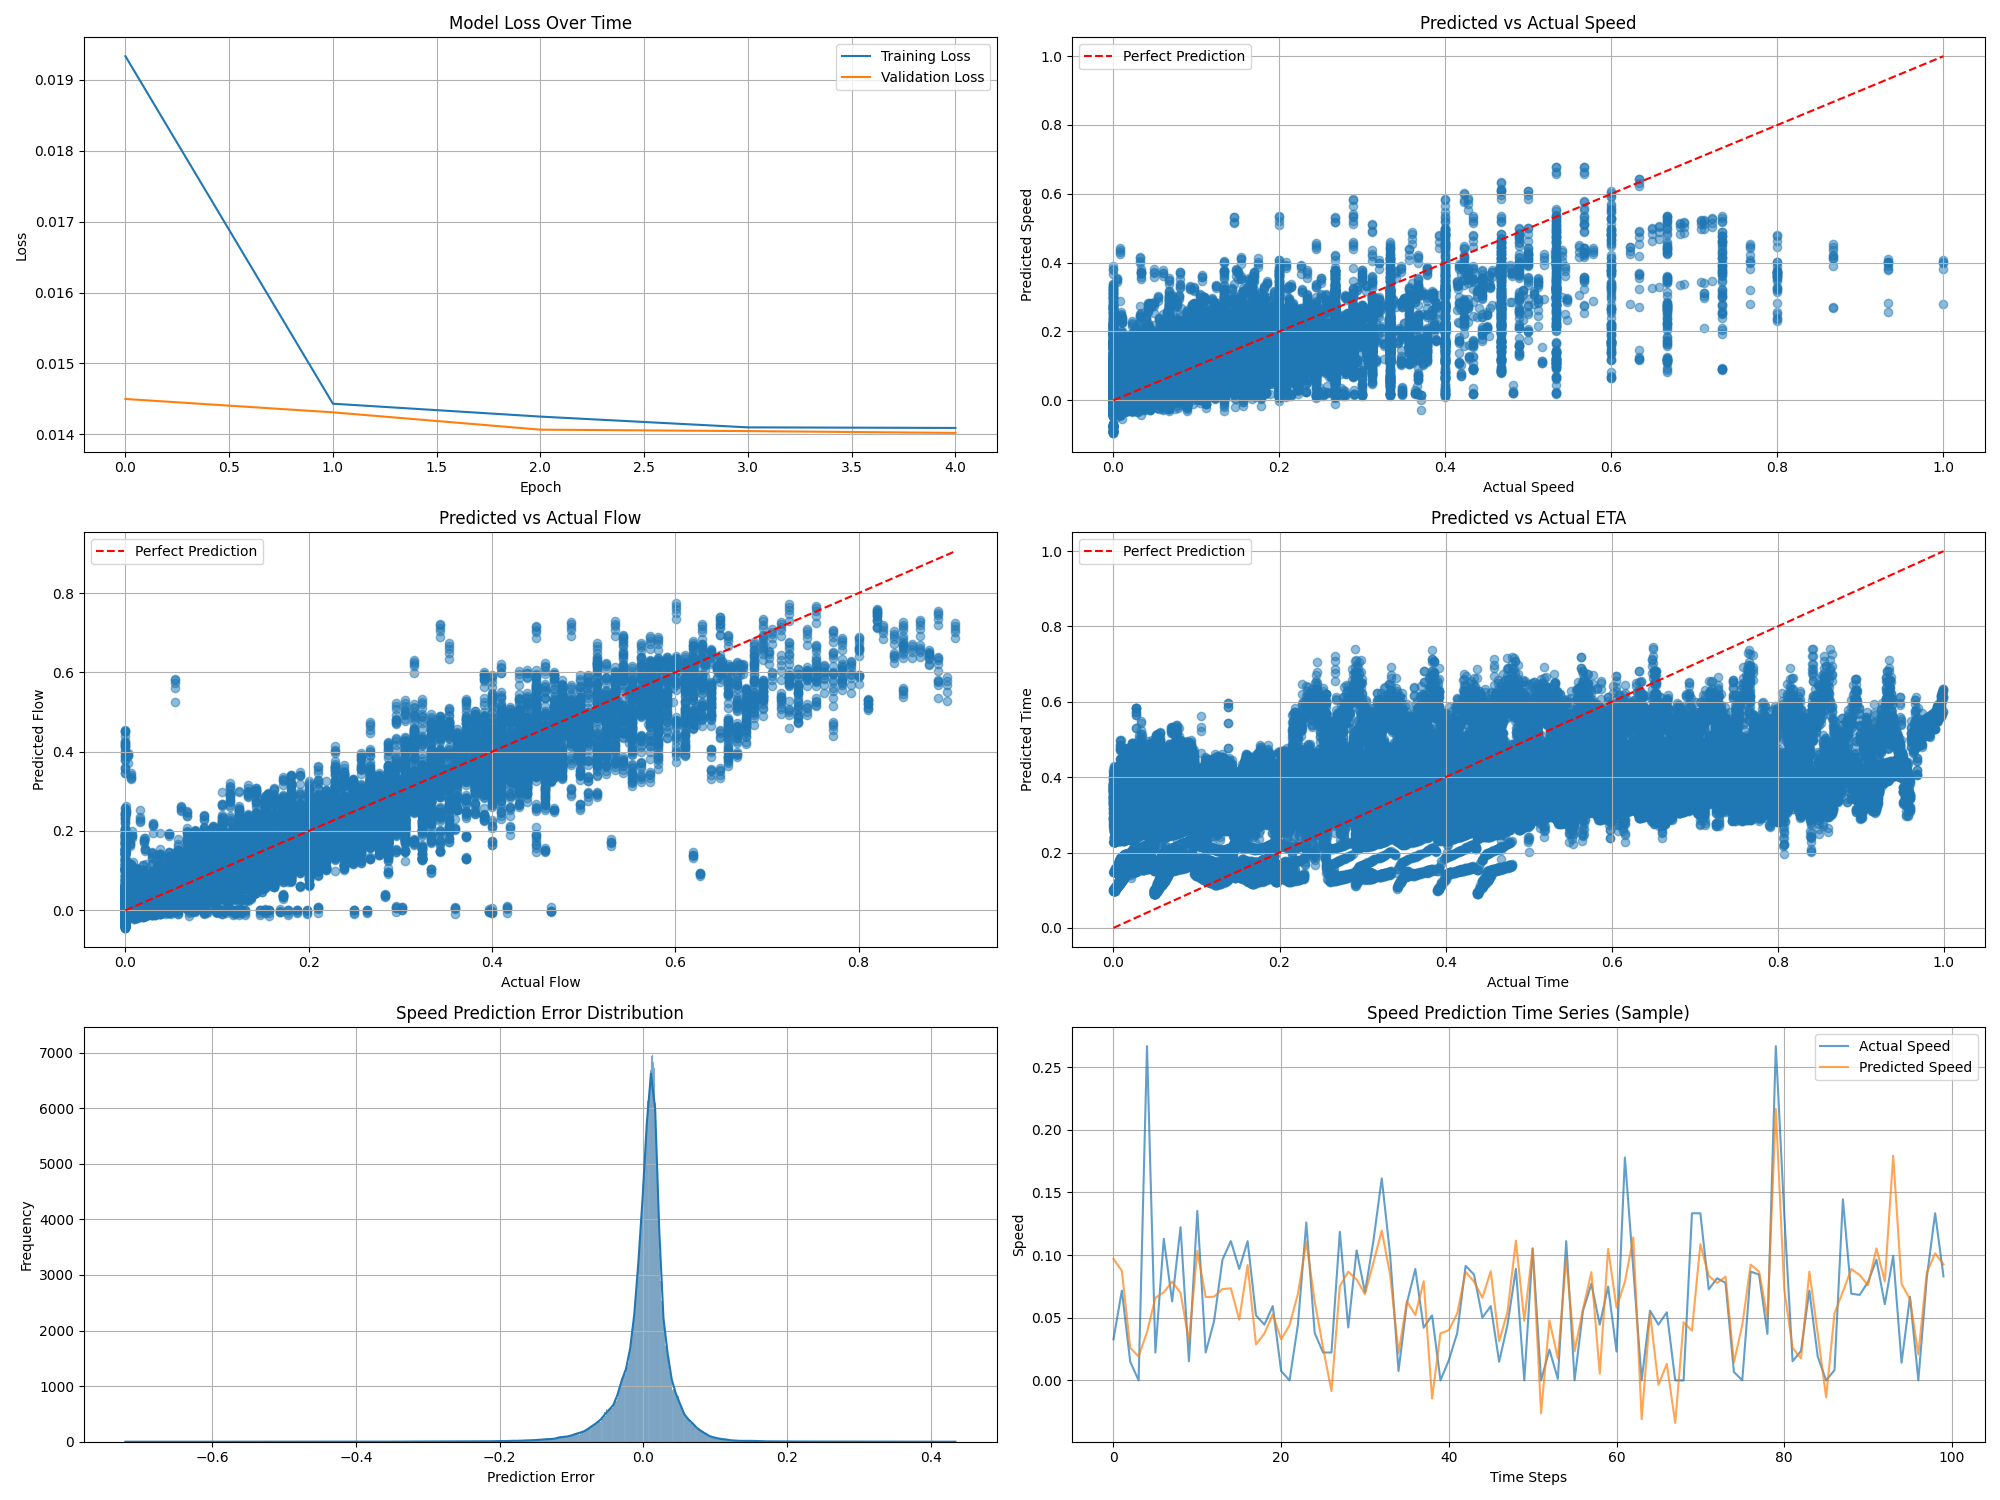 Model Loss Over Time
Training Loss
Validation Loss
0.019
0.018
0.017
0.016
0.015
0.014
Loss
0.0 0.5 1.0 1.5 2.0 2.5 3.0 3.5 4.0
Epoch
Predicted vs Actual Speed
Perfect Prediction
1.0
0.8
0.6
0.4
0.2
0.0
Predicted Speed
0.0 0.2 0.4 0.6 0.8 1.0
Actual Speed
Predicted vs Actual Flow
Perfect Prediction
0.8
0.6
0.4
0.2
0.0
Predicted Flow
0.0 0.2 0.4 0.6 0.8
Actual Flow
Predicted vs Actual ETA
Perfect Prediction
1.0
0.8
0.6
0.4
0.2
0.0
Predicted Time
0.0 0.2 0.4 0.6 0.8 1.0
Actual Time
Speed Prediction Error Distribution
7000
6000
5000
4000
3000
2000
1000
0
Frequency
−0.6 −0.4 −0.2 0.0 0.2 0.4
Prediction Error
Speed Prediction Time Series (Sample)
Actual Speed
Predicted Speed
0.25
0.20
0.15
0.10
0.05
0.00
Speed
0 20 40 60 80 100
Time Steps